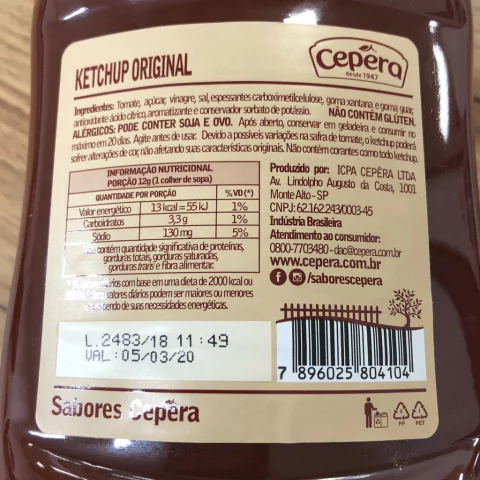 KETCHUP ORIGINAL
Cepêra
desde 1947
Ingredientes: Tomate, açúcar, vinagre, sal, espessantes carboximetilcelulose, goma xantana e goma guar,
antioxidante ácido cítrico, aromatizante e conservador sorbato de potássio. NÃO CONTÉM GLÚTEN.
ALÉRGICOS: PODE CONTER SOJA E OVO. Após aberto, conservar em geladeira e consumir no
máximo em 20 dias. Agite antes de usar. Devido a possíveis variações na safra de tomate, o ketchup poderá
sofrer alterações de cor, não afetando suas características originais. Não contém corantes como todo ketchup.
INFORMAÇÃO NUTRICIONAL
PORÇÃO 12g (1 colher de sopa)
QUANTIDADE POR PORÇÃO %VD (*)
Valor energético 13 kcal = 55 kJ 1%
Carboidratos 3,3 g 1%
Sódio 130 mg 5%
contém quantidade significativa de proteínas,
gorduras totais, gorduras saturadas,
gorduras trans e fibra alimentar.
com base em uma dieta de 2000 kcal ou
valores diários podem ser maiores ou menores
de suas necessidades energéticas.
Produzido por: ICPA CEPÊRA LTDA
Av. Lindolpho Augusto da Costa, 1001
Monte Alto - SP
CNPJ: 62.162.243/0003-45
Indústria Brasileira
Atendimento ao consumidor:
0800-7703480 - dac@cepera.com.br
www.cepera.com.br
/saborescepera
L.2483/18 11:49
VAL:05/03/20
7 896025 804104
Sabores Cepêra
PP PET